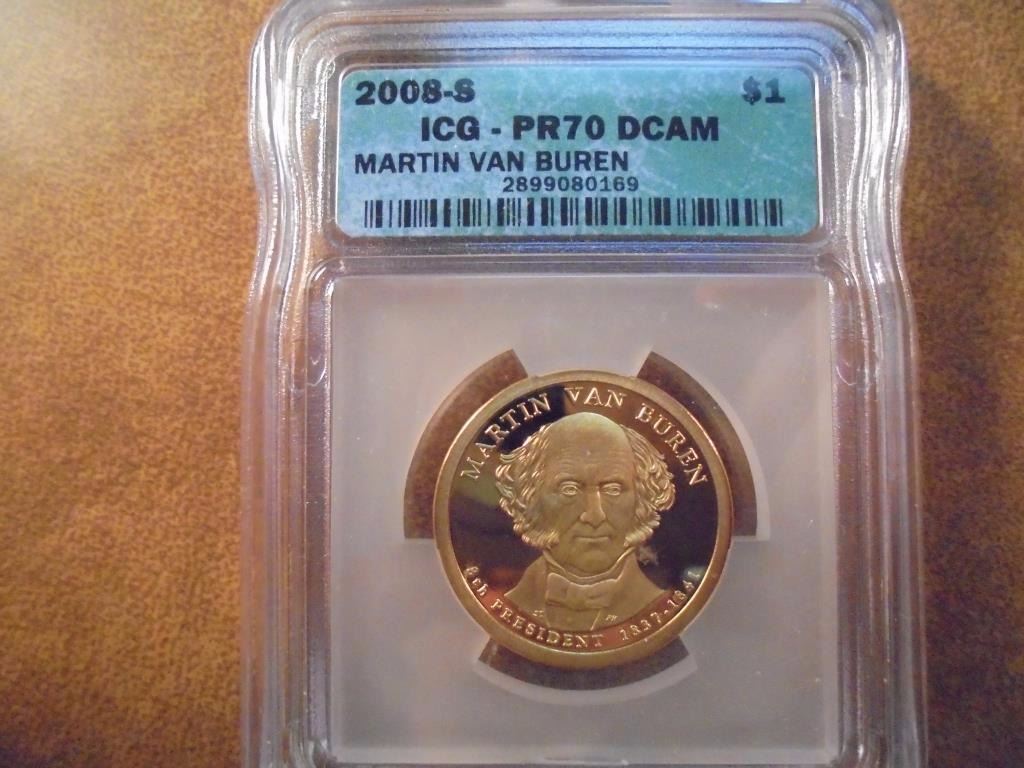 2008-S $1
ICG - PR70 DCAM
MARTIN VAN BUREN
2899080169
MARTIN VAN BUREN
8th PRESIDENT 1837-1841